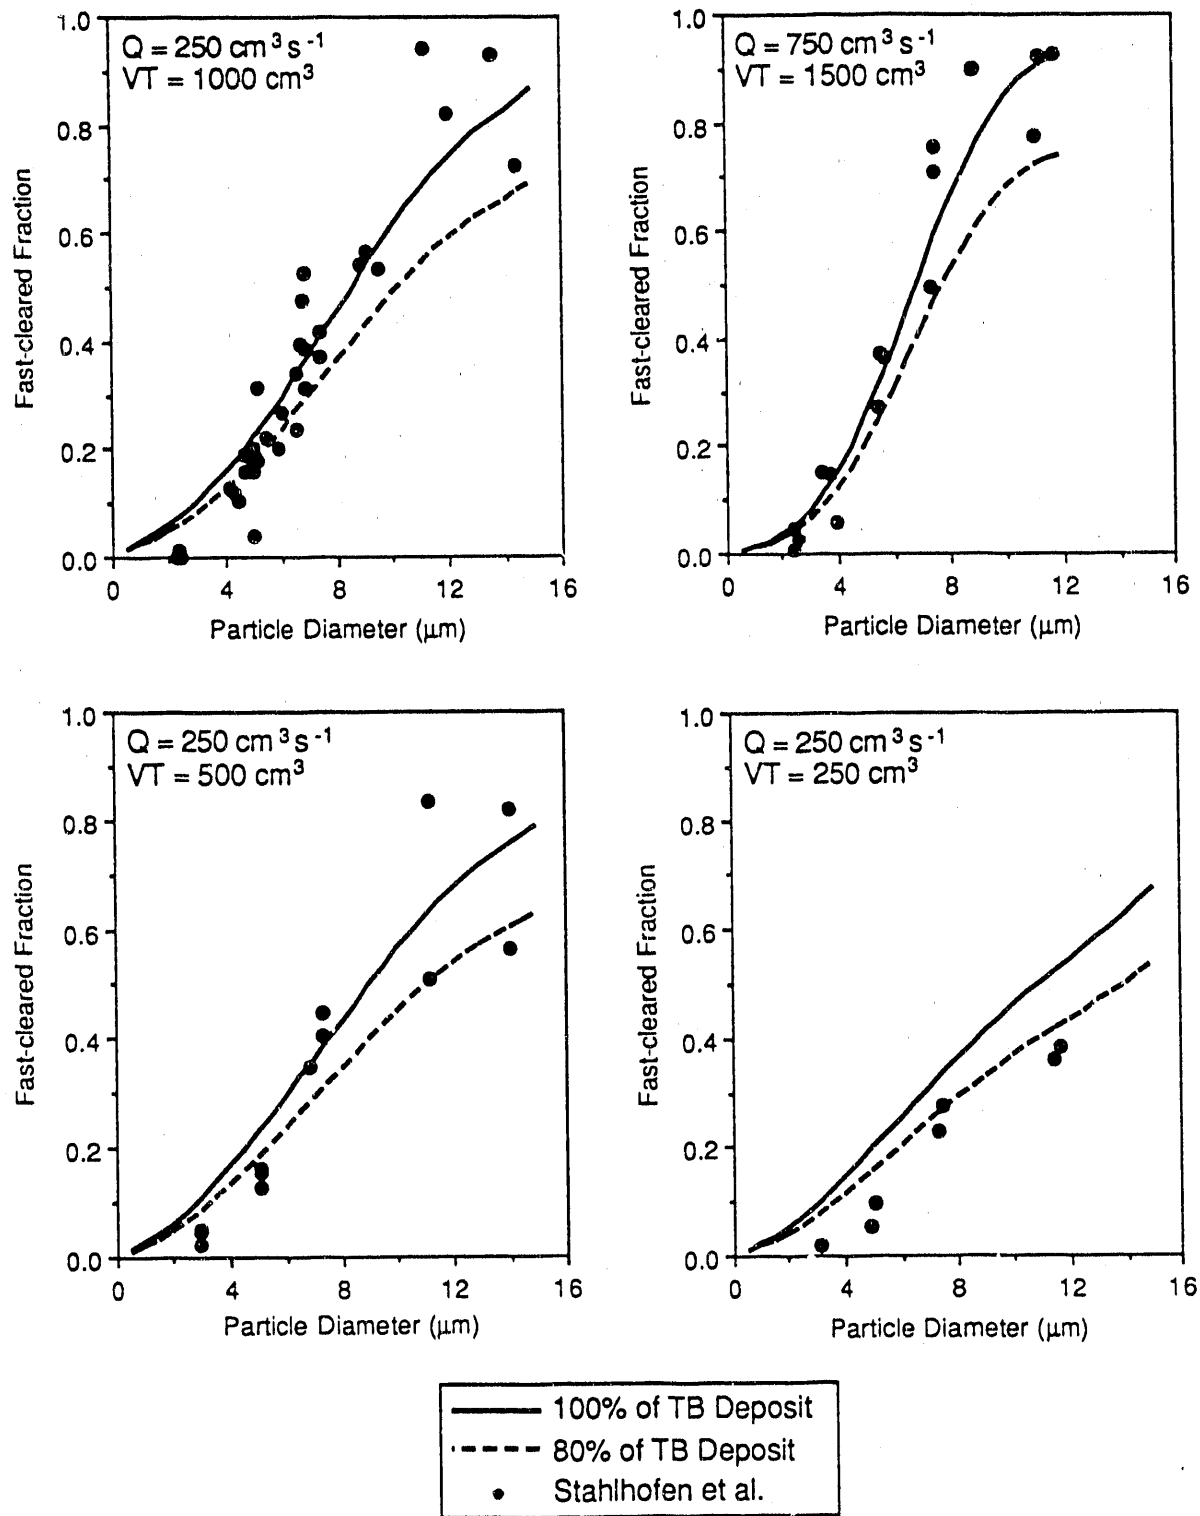 Q = 250 cm³ s⁻¹
VT = 1000 cm³
1.0
0.8
0.6
0.4
0.2
0.0
Fast-cleared Fraction
0 4 8 12 16
Particle Diameter (μm)
Q = 750 cm³ s⁻¹
VT = 1500 cm³
1.0
0.8
0.6
0.4
0.2
0.0
Fast-cleared Fraction
0 4 8 12 16
Particle Diameter (μm)
Q = 250 cm³ s⁻¹
VT = 500 cm³
1.0
0.8
0.6
0.4
0.2
0.0
Fast-cleared Fraction
0 4 8 12 16
Particle Diameter (μm)
Q = 250 cm³ s⁻¹
VT = 250 cm³
1.0
0.8
0.6
0.4
0.2
0.0
Fast-cleared Fraction
0 4 8 12 16
Particle Diameter (μm)
100% of TB Deposit
80% of TB Deposit
Stahlhofen et al.